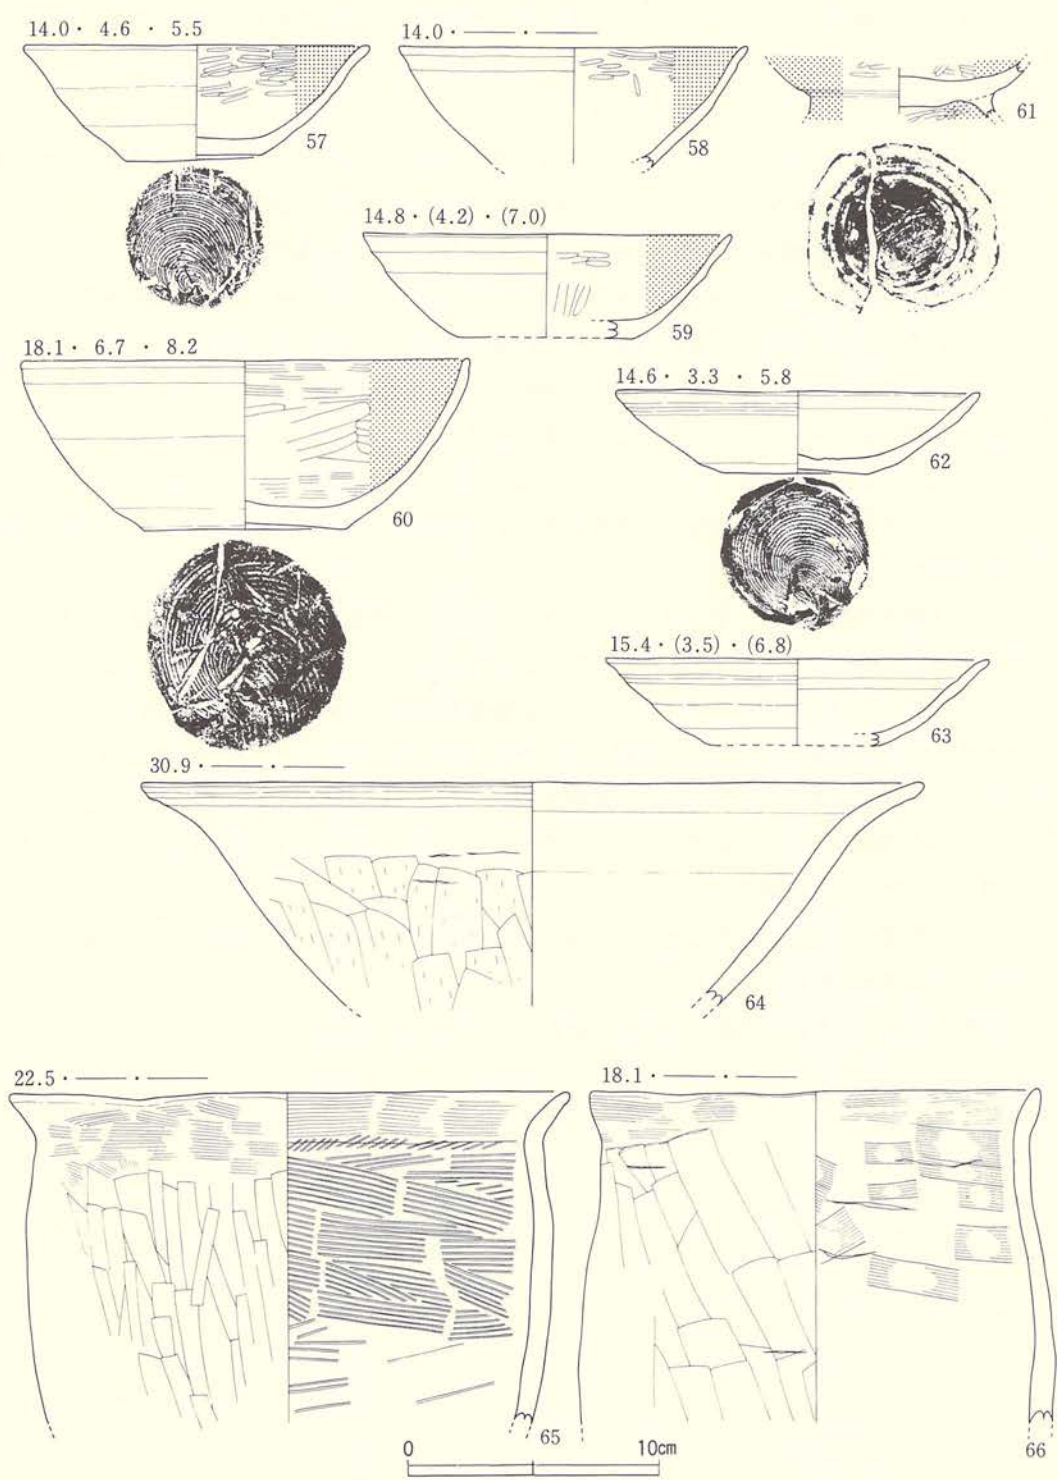 14.0・ 4.6 ・ 5.5
57
14.0・ ―― ・ ――
58
61
14.8・(4.2)・(7.0)
59
18.1・ 6.7 ・ 8.2
60
14.6・ 3.3 ・ 5.8
62
15.4・(3.5)・(6.8)
63
30.9・ ―― ・ ――
64
22.5・ ―― ・ ――
65
18.1・ ―― ・ ――
66
0 10cm